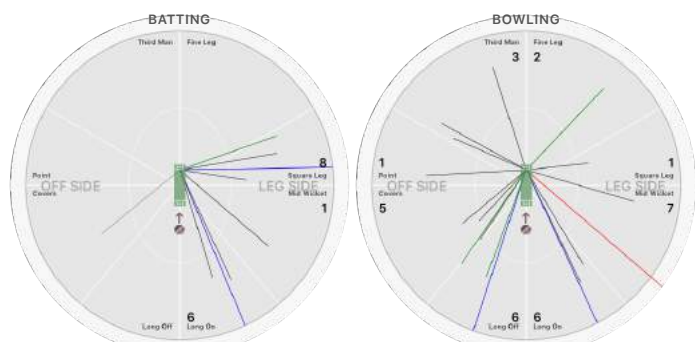 BATTING
Third Man Fine Leg
8
Point Square Leg
OFF SIDE LEG SIDE
Covers Mid Wicket
1
6
Long Off Long On
BOWLING
Third Man Fine Leg
3 2
1 1
Point Square Leg
OFF SIDE LEG SIDE
Covers Mid Wicket
5 7
6 6
Long Off Long On